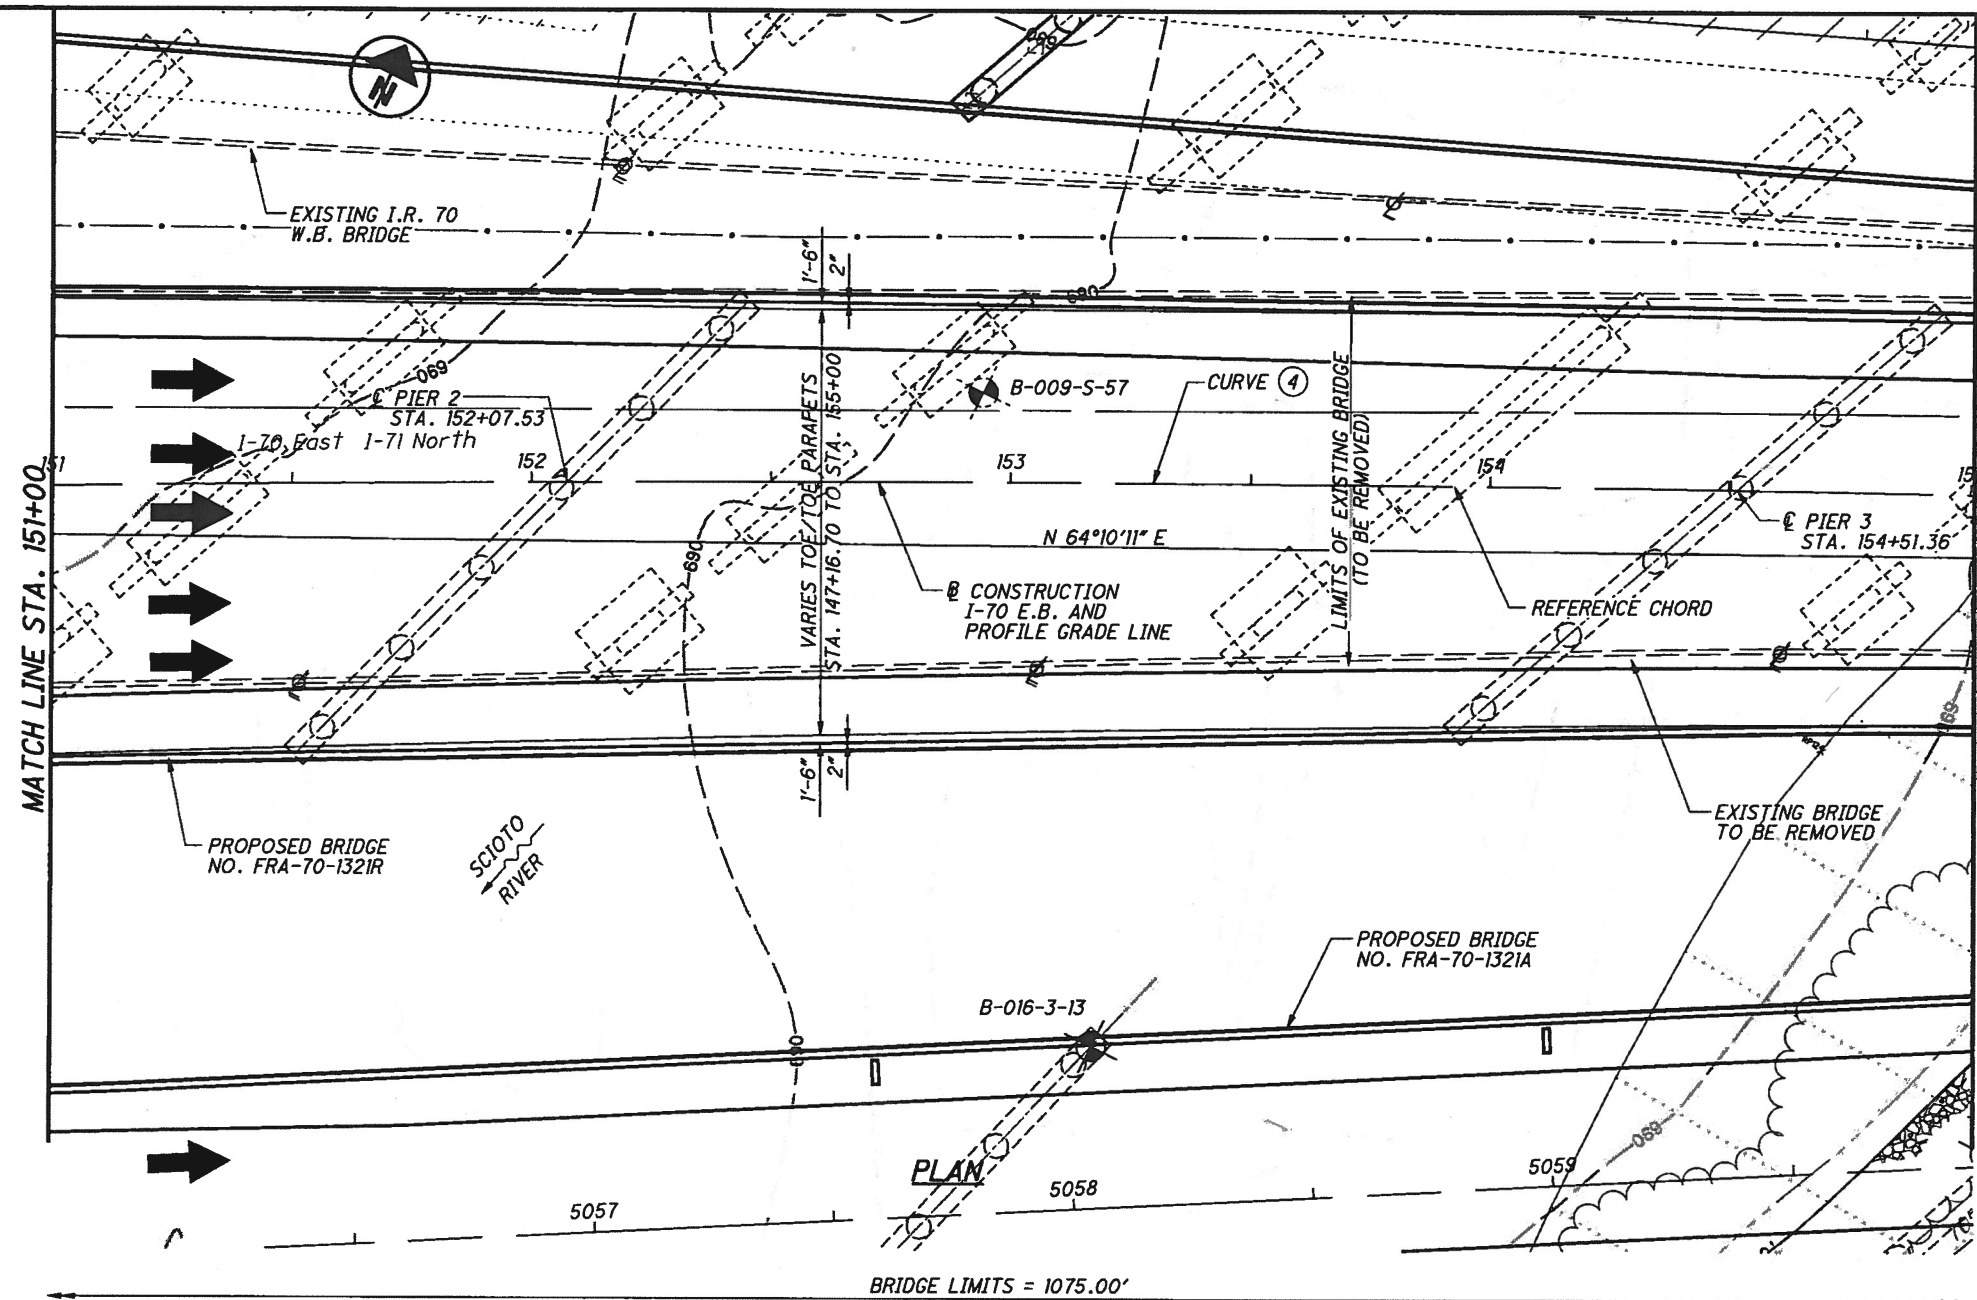 N
690
EXISTING I.R. 70
W.B. BRIDGE
1'-6"
2"
690
690
℄ PIER 2
STA. 152+07.53
I-70 East I-71 North
B-009-S-57
CURVE 4
151
152
153
154
MATCH LINE STA. 151+00
VARIES TOE/TOE PARAPETS
STA. 147+16.70 TO STA. 155+00
LIMITS OF EXISTING BRIDGE
(TO BE REMOVED)
N 64°10'11" E
℄ PIER 3
STA. 154+51.36
690
CONSTRUCTION
I-70 E.B. AND
PROFILE GRADE LINE
REFERENCE CHORD
1'-6"
2"
PROPOSED BRIDGE
NO. FRA-70-1321R
SCIOTO
RIVER
EXISTING BRIDGE
TO BE REMOVED
PROPOSED BRIDGE
NO. FRA-70-1321A
B-016-3-13
690
690
PLAN
5057
5058
5059
BRIDGE LIMITS = 1075.00'